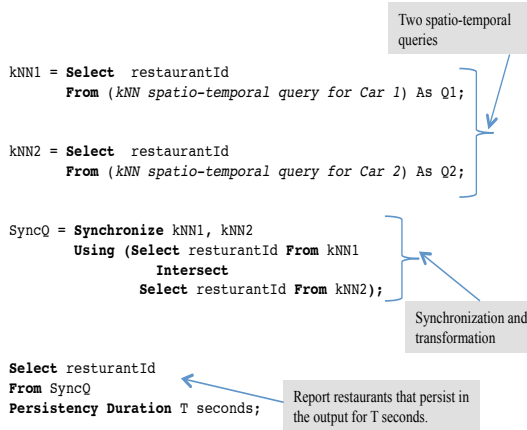 Two spatio-temporal
queries
kNN1 = Select restaurantId
From (kNN spatio-temporal query for Car 1) As Q1;
kNN2 = Select restaurantId
From (kNN spatio-temporal query for Car 2) As Q2;
SyncQ = Synchronize kNN1, kNN2
Using (Select resturantId From kNN1
Intersect
Select resturantId From kNN2);
Synchronization and
transformation
Select resturantId
From SyncQ
Persistency Duration T seconds;
Report restaurants that persist in
the output for T seconds.